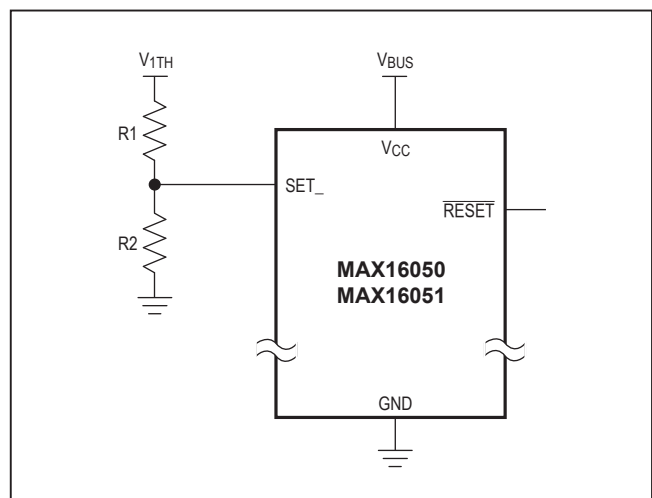 V1TH
VBUS
R1
VCC
SET_
RESET
R2
MAX16050
MAX16051
GND